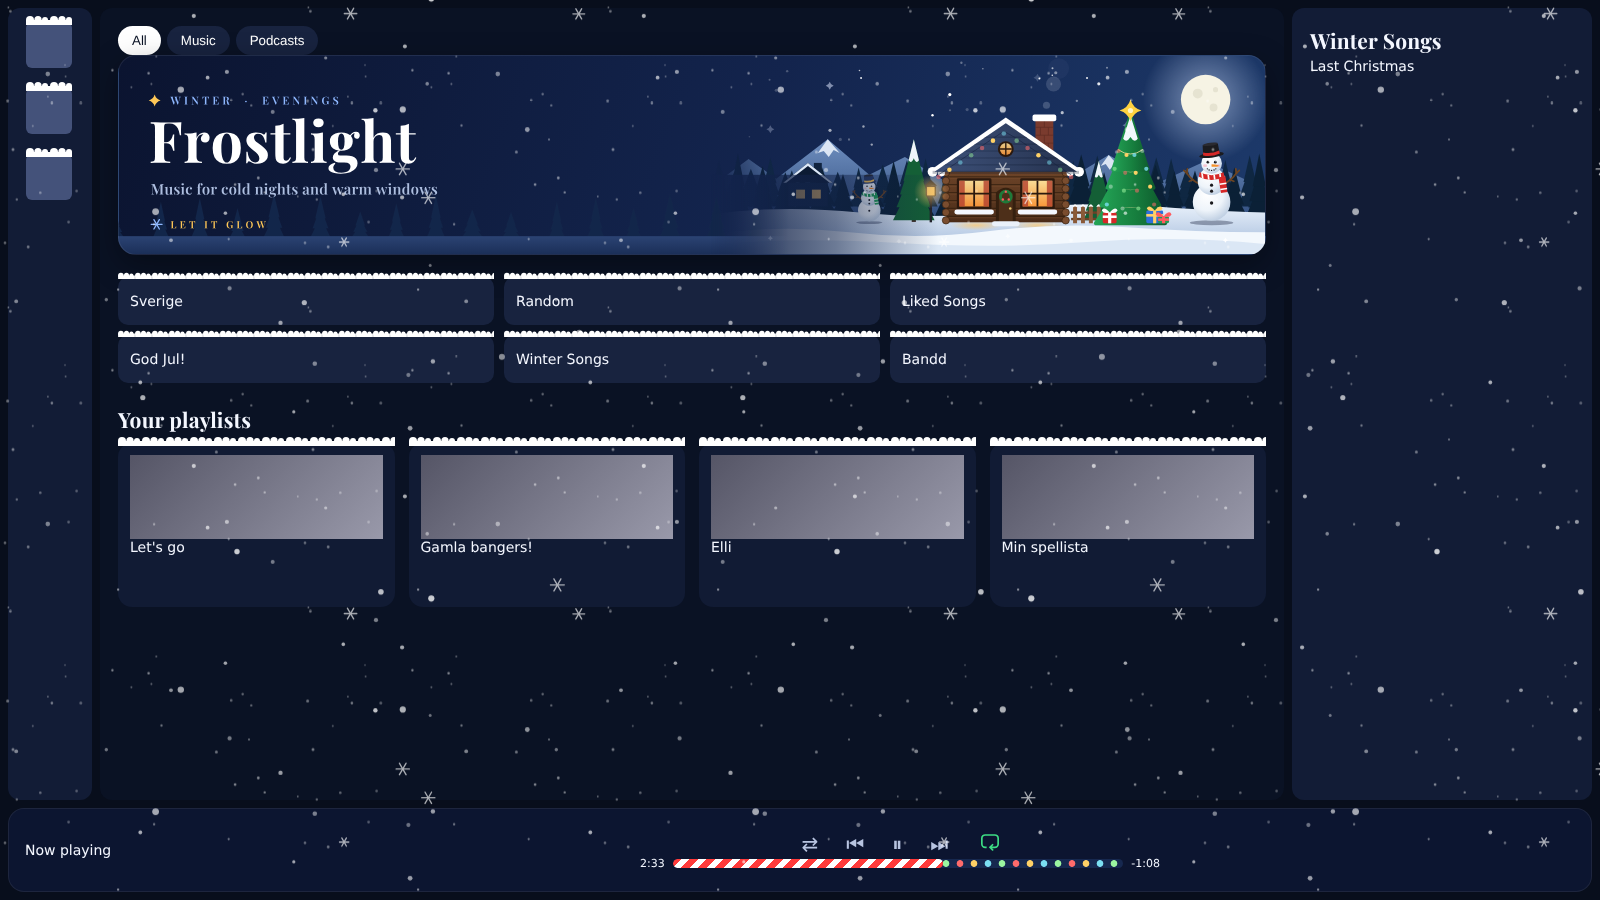 All
Music
Podcasts
WINTER · EVENINGS
Frostlight
Music for cold nights and warm windows
LET IT GLOW
Sverige
Random
Liked Songs
God Jul!
Winter Songs
Bandd
Your playlists
Let's go
Gamla bangers!
Elli
Min spellista
Winter Songs
Last Christmas
Now playing
2:33
-1:08